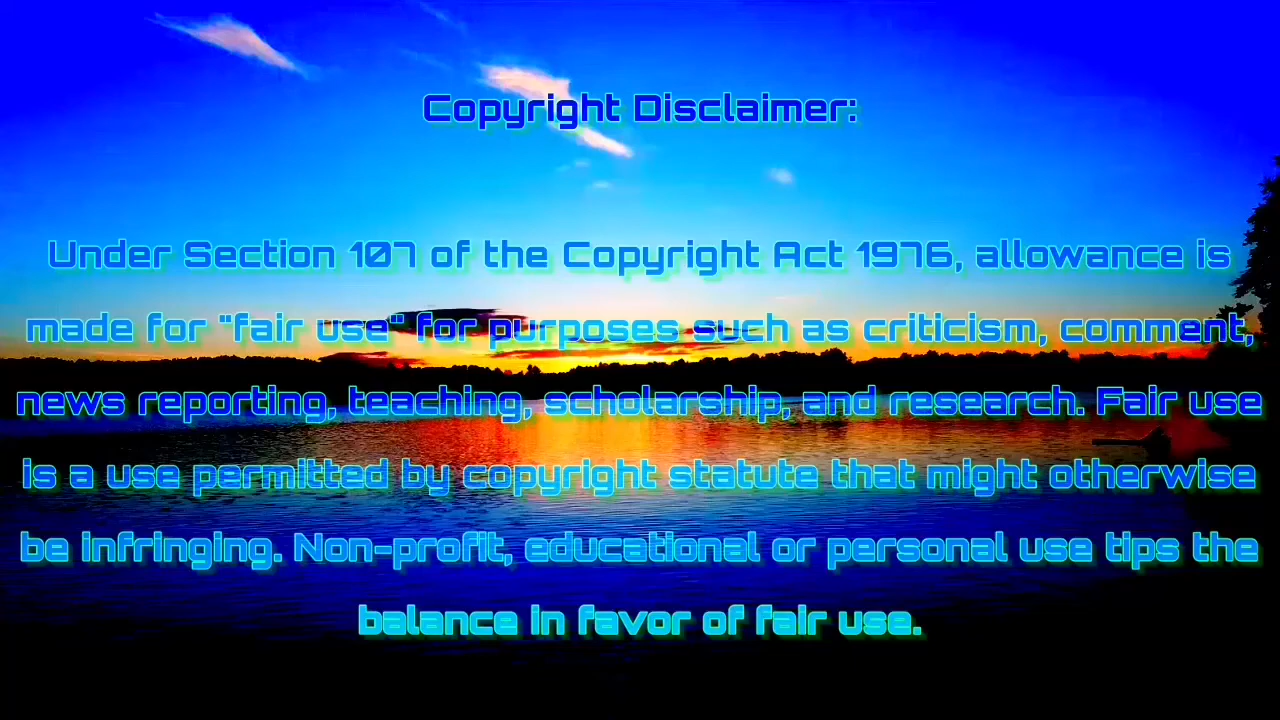 Copyright Disclaimer:
Under Section 107 of the Copyright Act 1976, allowance is
made for "fair use" for purposes such as criticism, comment,
news reporting, teaching, scholarship, and research. Fair use
is a use permitted by copyright statute that might otherwise
be infringing. Non-profit, educational or personal use tips the
balance in favor of fair use.